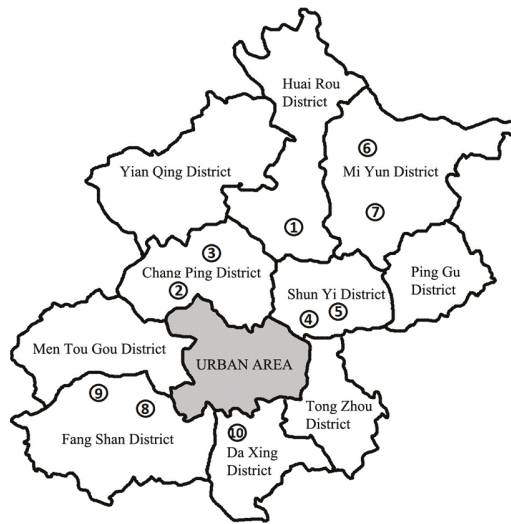 Huai Rou
District
⑥
Yian Qing District
Mi Yun District
⑦
①
③
Chang Ping District
②
Ping Gu
District
Shun Yi District
④
⑤
Men Tou Gou District
URBAN AREA
⑨
⑧
Fang Shan District
Tong Zhou
District
⑩
Da Xing
District